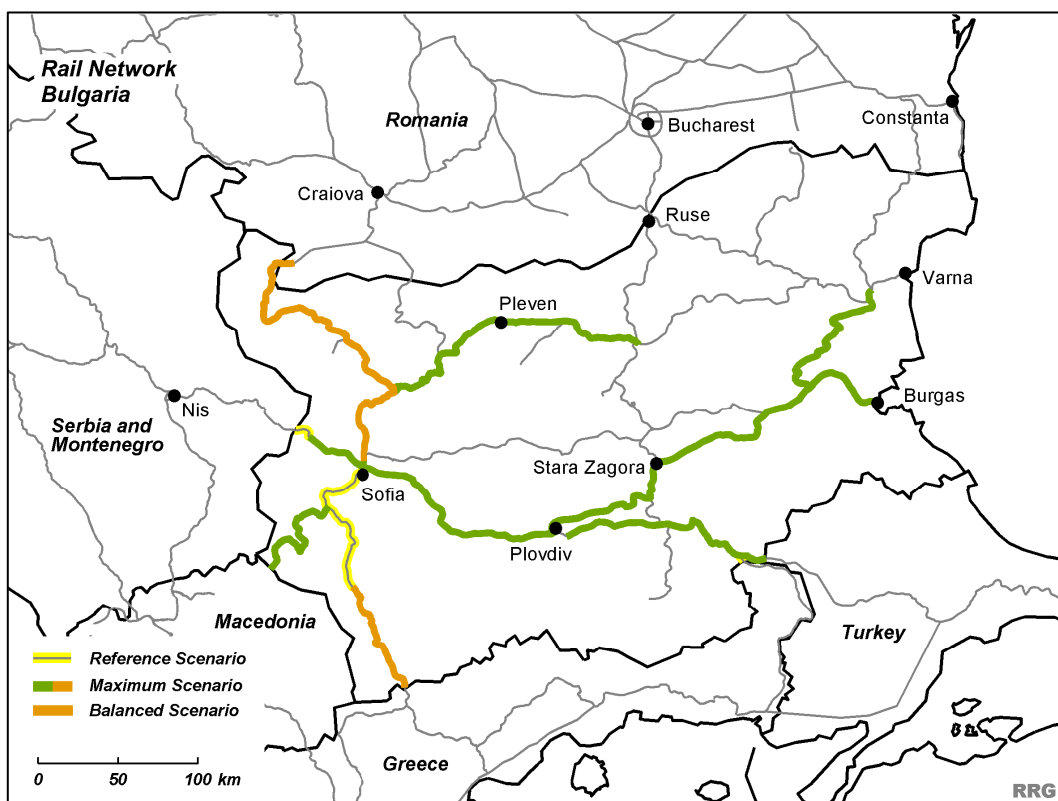 Rail Network
Bulgaria
Romania
Bucharest
Constanta
Craiova
Ruse
Varna
Pleven
Nis
Burgas
Serbia and
Montenegro
Stara Zagora
Sofia
Plovdiv
Macedonia
Turkey
Reference Scenario
Maximum Scenario
Balanced Scenario
0 50 100 km
Greece
RRG